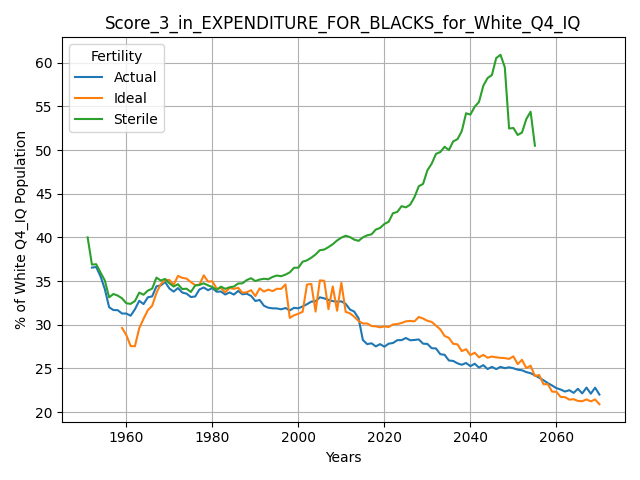 Score_3_in_EXPENDITURE_FOR_BLACKS_for_White_Q4_IQ
Fertility
Actual
Ideal
Sterile
% of White Q4_IQ Population
60
55
50
45
40
35
30
25
20
1960
1980
2000
2020
2040
2060
Years